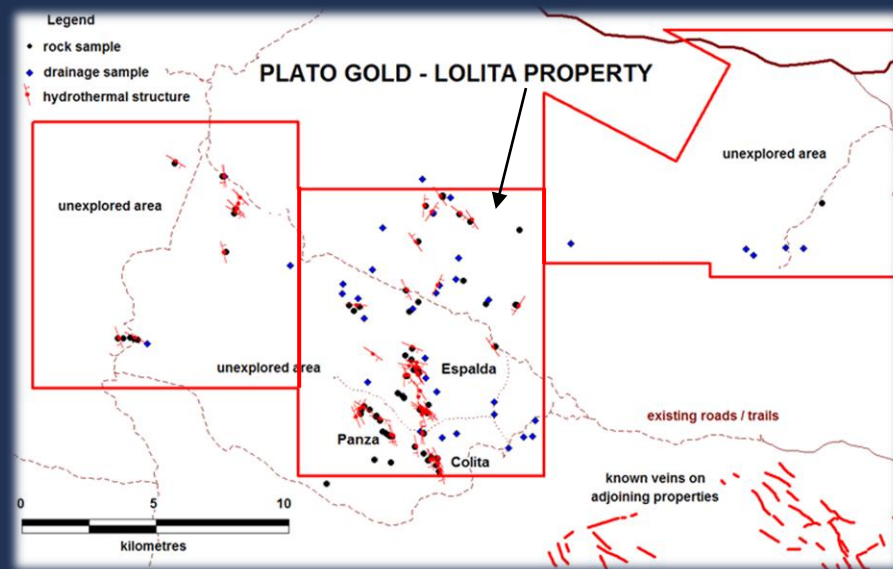 Legend
rock sample
drainage sample
hydrothermal structure
PLATO GOLD - LOLITA PROPERTY
unexplored area
unexplored area
unexplored area
Espalda
Panza
Colita
existing roads / trails
known veins on
adjoining properties
0 5 10
kilometres